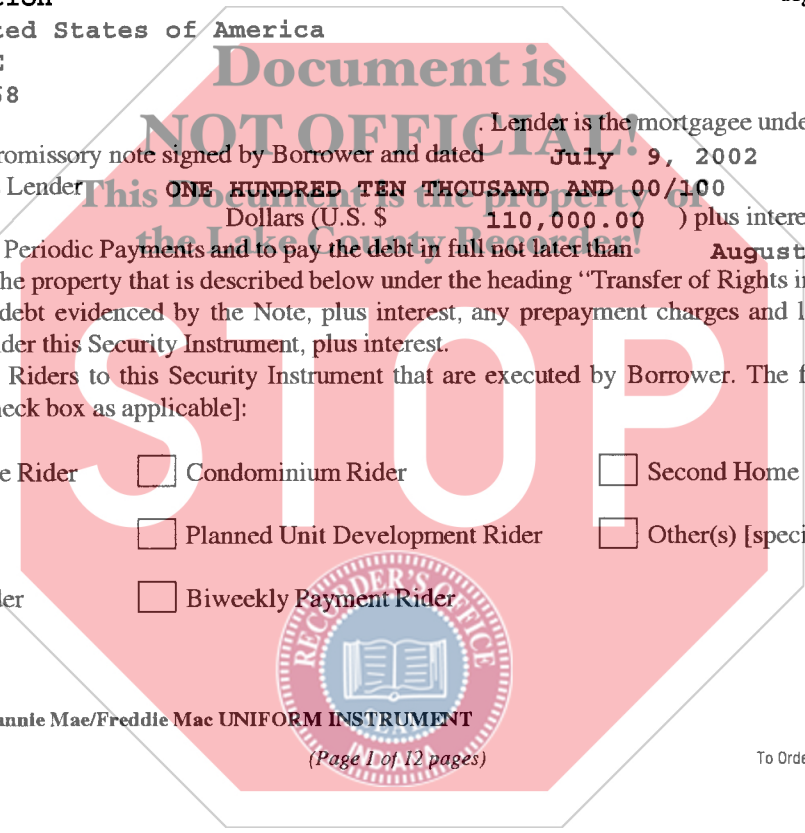 ted States of America
58
Document is
NOT OFFICIAL!
This Document is the property of
the Lake County Recorder!
. Lender is the mortgagee unde
romissory note signed by Borrower and dated July 9, 2002
Lender ONE HUNDRED TEN THOUSAND AND 00/100
Dollars (U.S. $ 110,000.00 ) plus intere
Periodic Payments and to pay the debt in full not later than August
he property that is described below under the heading “Transfer of Rights i
debt evidenced by the Note, plus interest, any prepayment charges and l
der this Security Instrument, plus interest.
Riders to this Security Instrument that are executed by Borrower. The f
eck box as applicable]:
STOP
e Rider Condominium Rider Second Home
Planned Unit Development Rider Other(s) [speci
der Biweekly Payment Rider
RECORDER'S OFFICE
SEAL
INDIANA
annie Mae/Freddie Mac UNIFORM INSTRUMENT
(Page 1 of 12 pages)
To Orde